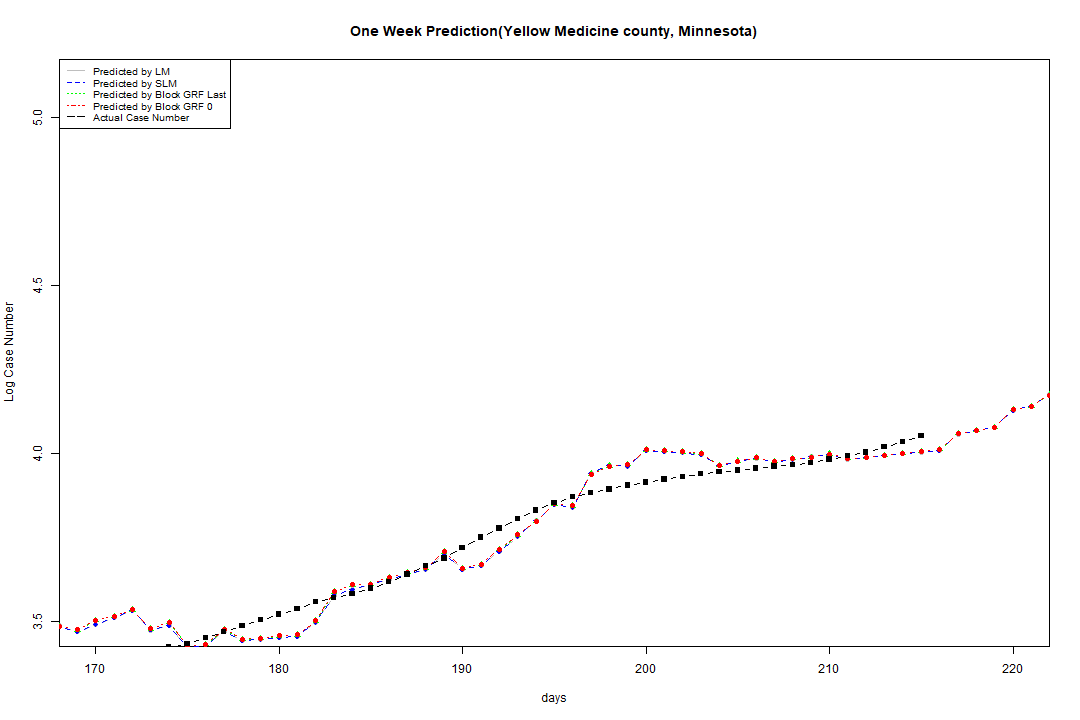 One Week Prediction(Yellow Medicine county, Minnesota)
Predicted by LM
Predicted by SLM
Predicted by Block GRF Last
Predicted by Block GRF 0
Actual Case Number
5.0
4.5
4.0
3.5
Log Case Number
170 180 190 200 210 220
days